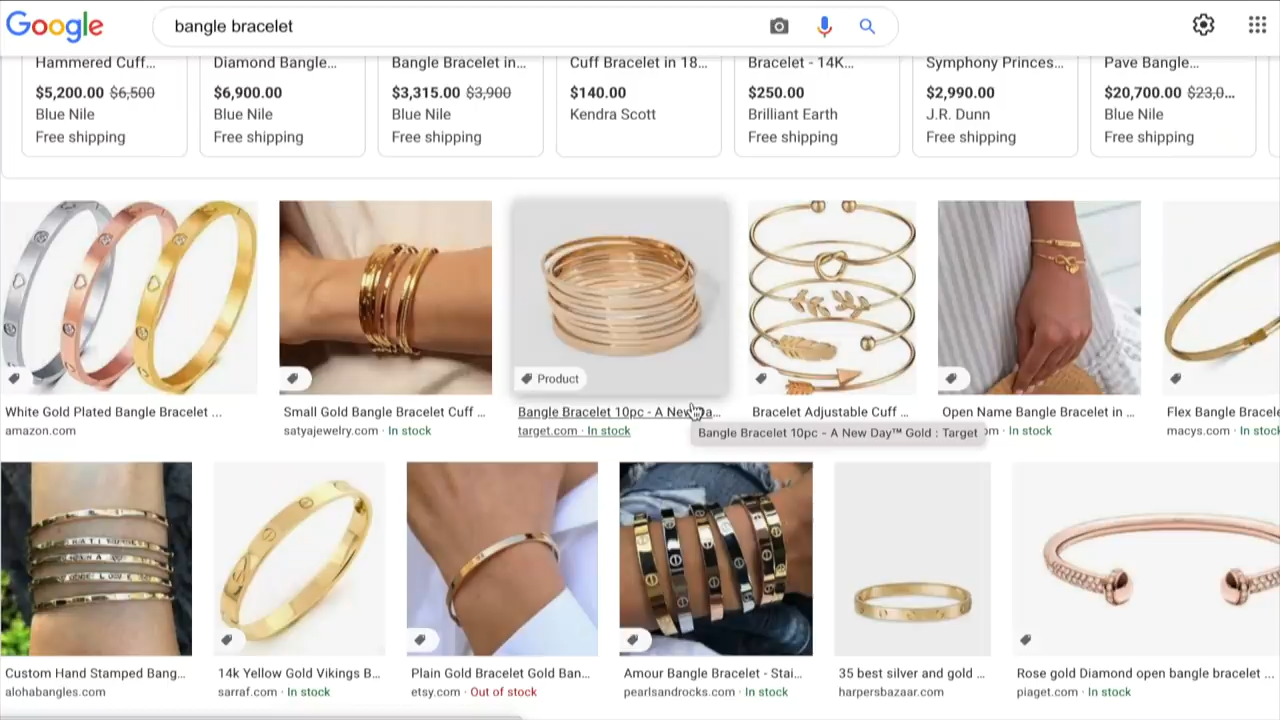 Google
bangle bracelet
Hammered Cuff...
$5,200.00 $6,500
Blue Nile
Free shipping
Diamond Bangle...
$6,900.00
Blue Nile
Free shipping
Bangle Bracelet in...
$3,315.00 $3,900
Blue Nile
Free shipping
Cuff Bracelet in 18...
$140.00
Kendra Scott
Bracelet - 14K...
$250.00
Brilliant Earth
Free shipping
Symphony Princes...
$2,990.00
J.R. Dunn
Free shipping
Pave Bangle...
$20,700.00 $23,0...
Blue Nile
Free shipping
White Gold Plated Bangle Bracelet ...
amazon.com
Small Gold Bangle Bracelet Cuff ...
satyajewelry.com · In stock
Product
Bangle Bracelet 10pc - A New Da...
target.com · In stock
Bangle Bracelet 10pc - A New Day™ Gold : Target
Bracelet Adjustable Cuff ...
Open Name Bangle Bracelet in ...
om · In stock
Flex Bangle Bracele
macys.com · In stoc
Custom Hand Stamped Bang...
alohabangles.com
14k Yellow Gold Vikings B...
sarraf.com · In stock
Plain Gold Bracelet Gold Ban...
etsy.com · Out of stock
Amour Bangle Bracelet - Stai...
pearlsandrocks.com · In stock
35 best silver and gold ...
harpersbazaar.com
Rose gold Diamond open bangle bracelet ...
piaget.com · In stock